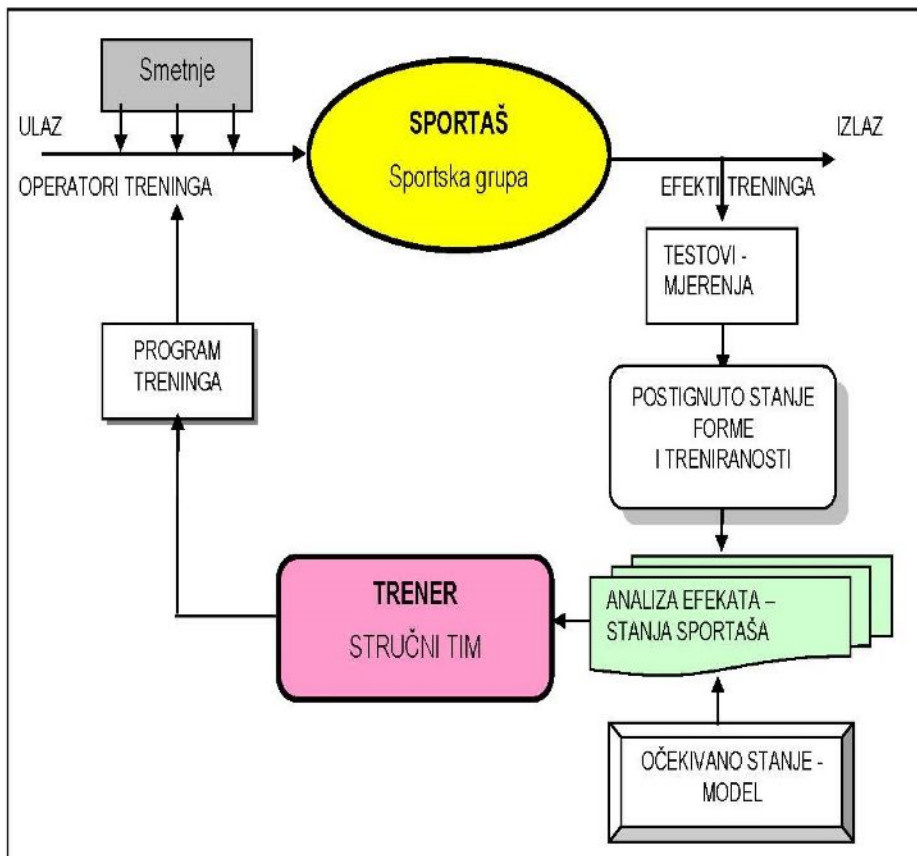 Smetnje
ULAZ
OPERATORI TRENINGA
SPORTAŠ
Sportska grupa
IZLAZ
EFEKTI TRENINGA
TESTOVI -
MJERENJA
PROGRAM
TRENINGA
POSTIGNUTO STANJE
FORME
I TRENIRANOSTI
TRENER
STRUČNI TIM
ANALIZA EFEKATA –
STANJA SPORTAŠA
OČEKIVANO STANJE -
MODEL